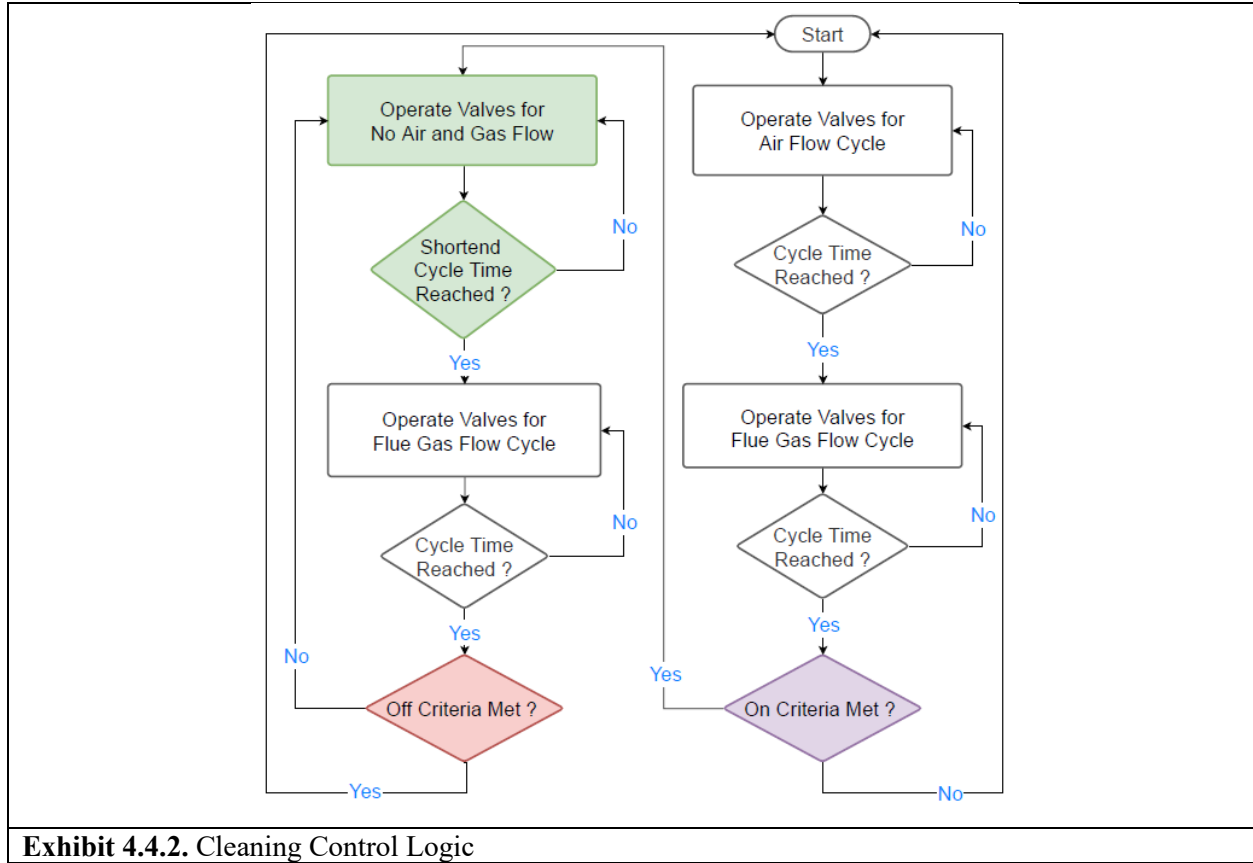 Start
Operate Valves for
No Air and Gas Flow
No
Shortend
Cycle Time
Reached ?
Yes
Operate Valves for
Flue Gas Flow Cycle
No
Cycle Time
Reached ?
Yes
No
Off Criteria Met ?
Yes
Operate Valves for
Air Flow Cycle
No
Cycle Time
Reached ?
Yes
Operate Valves for
Flue Gas Flow Cycle
No
Cycle Time
Reached ?
Yes
Yes
On Criteria Met ?
No
Exhibit 4.4.2. Cleaning Control Logic